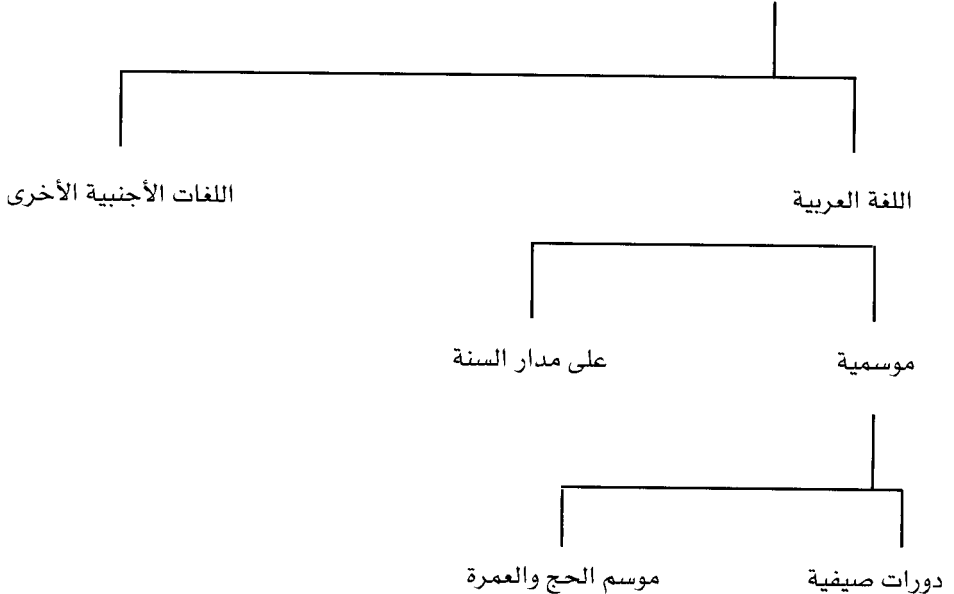 اللغة العربية
اللغات الأجنبية الأخرى
موسمية
على مدار السنة
دورات صيفية
موسم الحج والعمرة